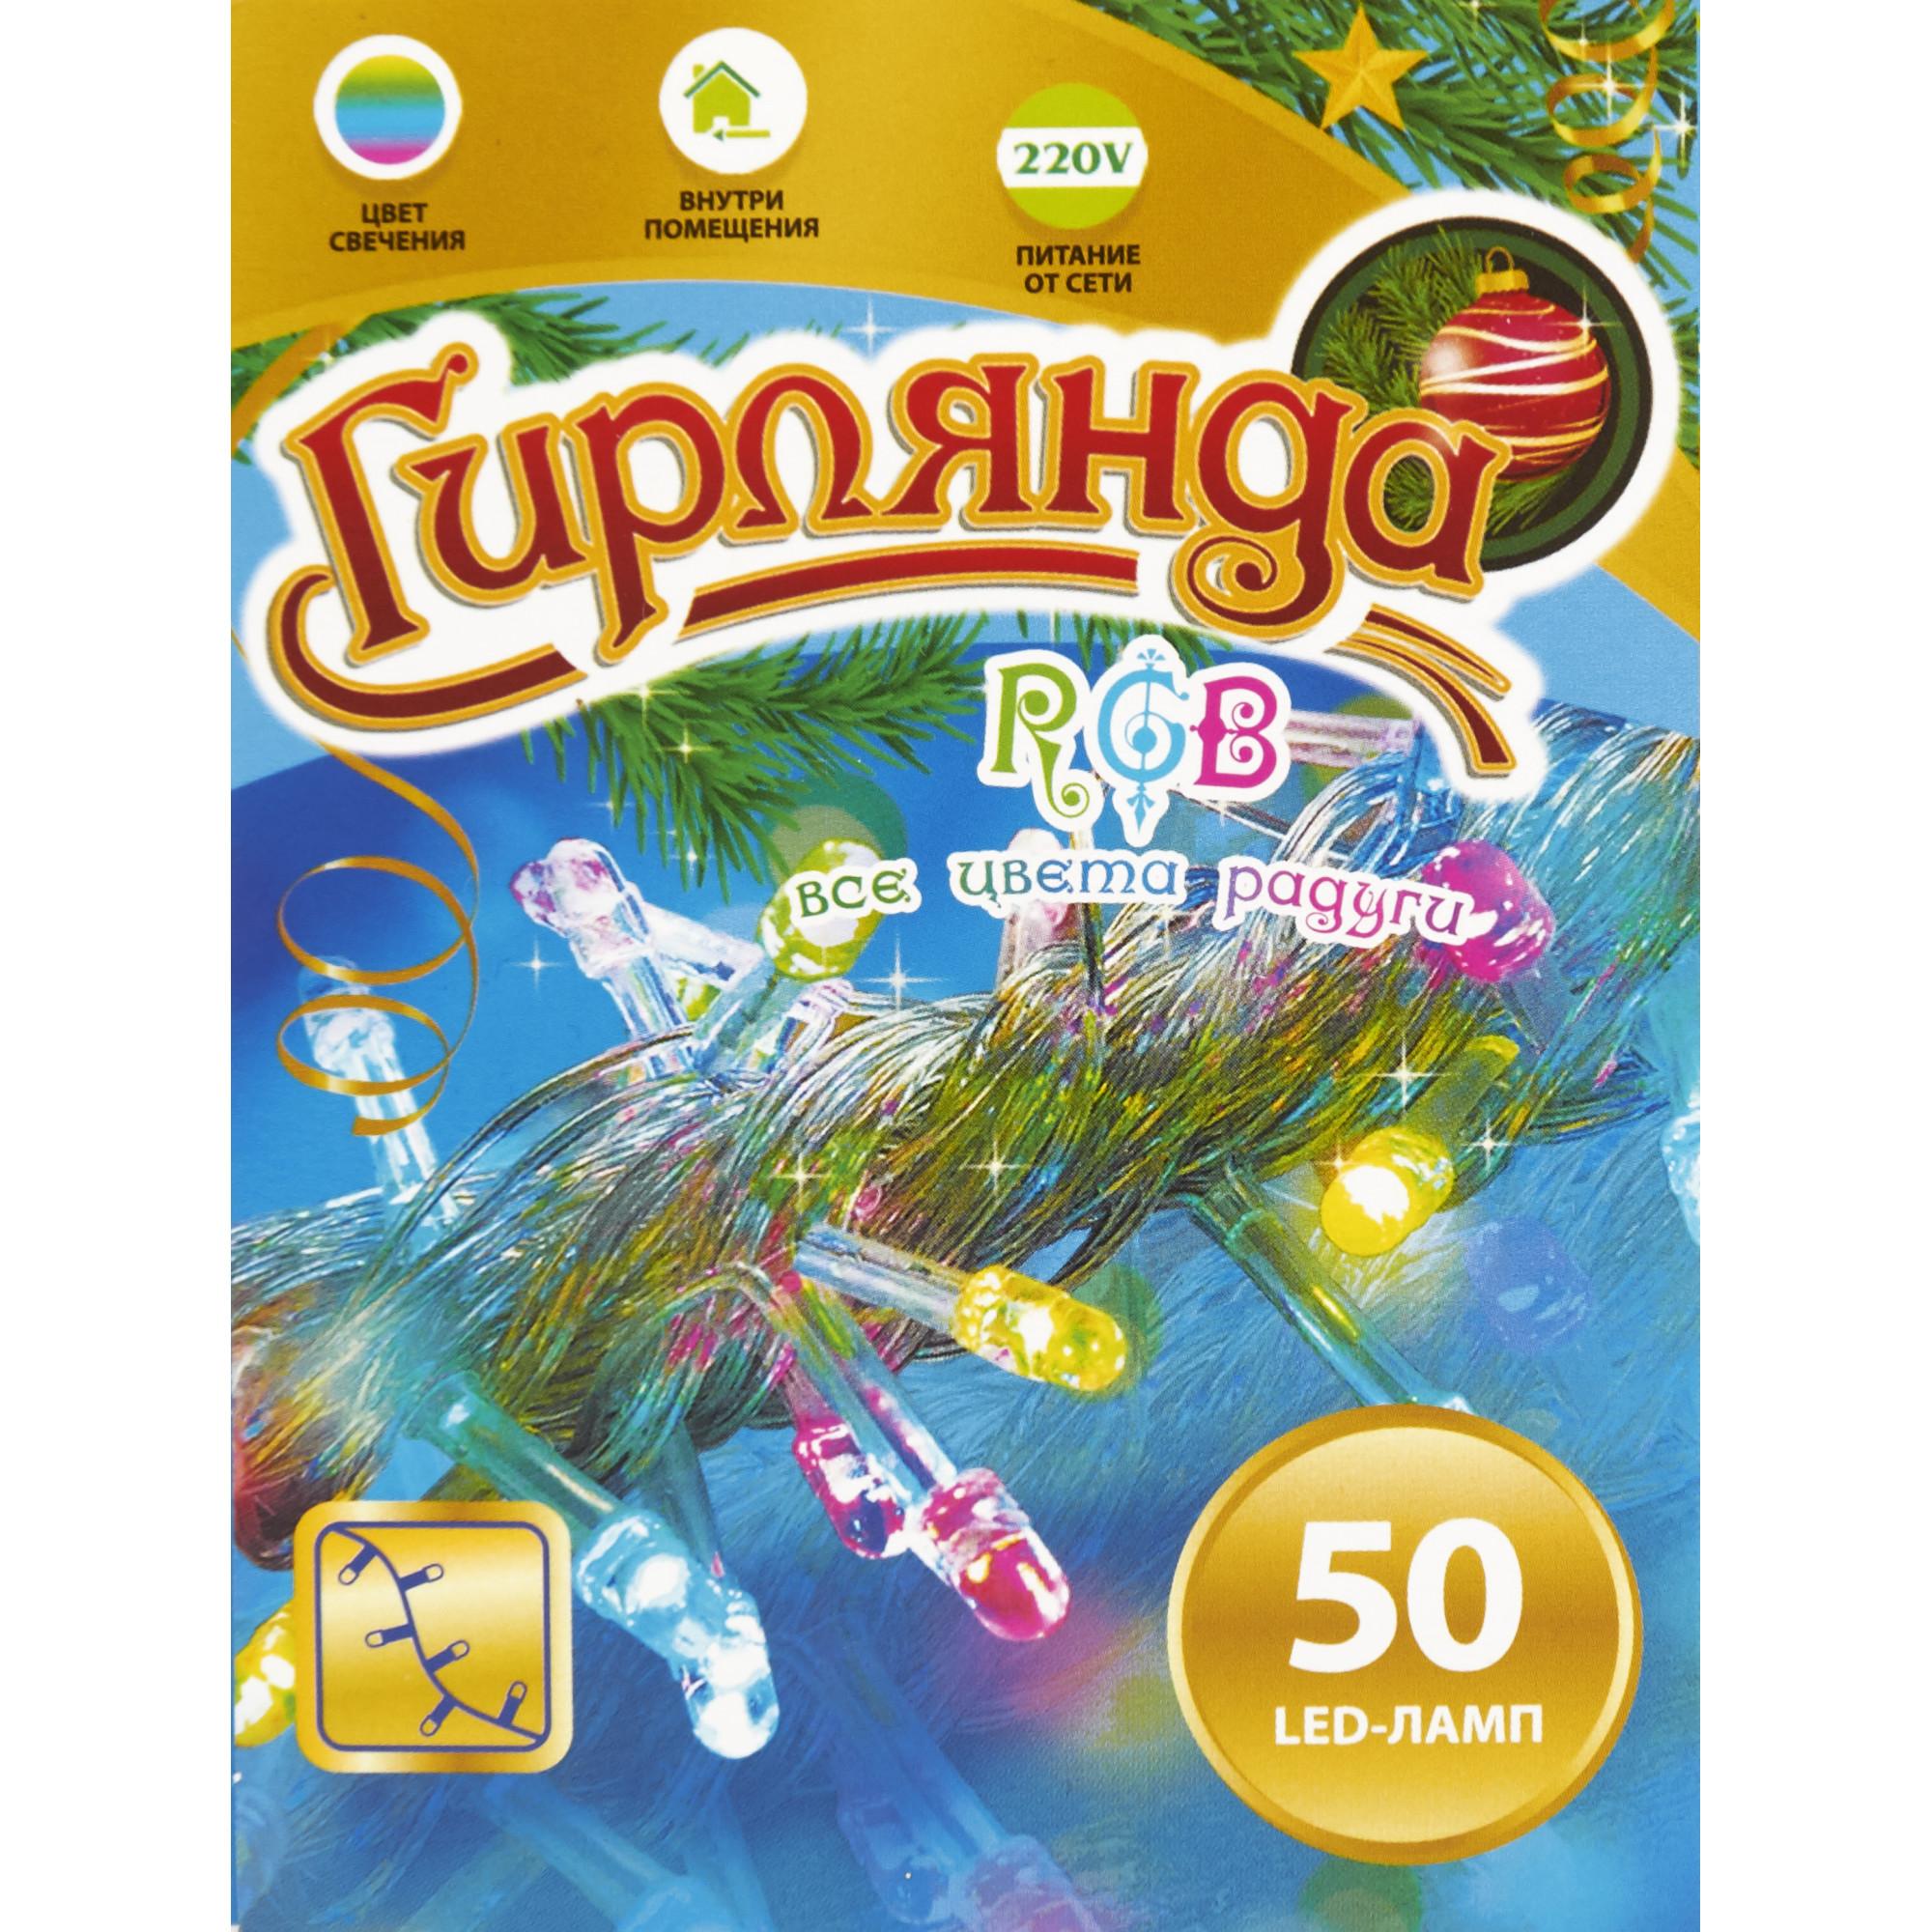 ЦВЕТ
СВЕЧЕНИЯ
ВНУТРИ
ПОМЕЩЕНИЯ
220V
ПИТАНИЕ
ОТ СЕТИ
Гирлянда
RGB
все цвета радуги
50
LED-ЛАМП